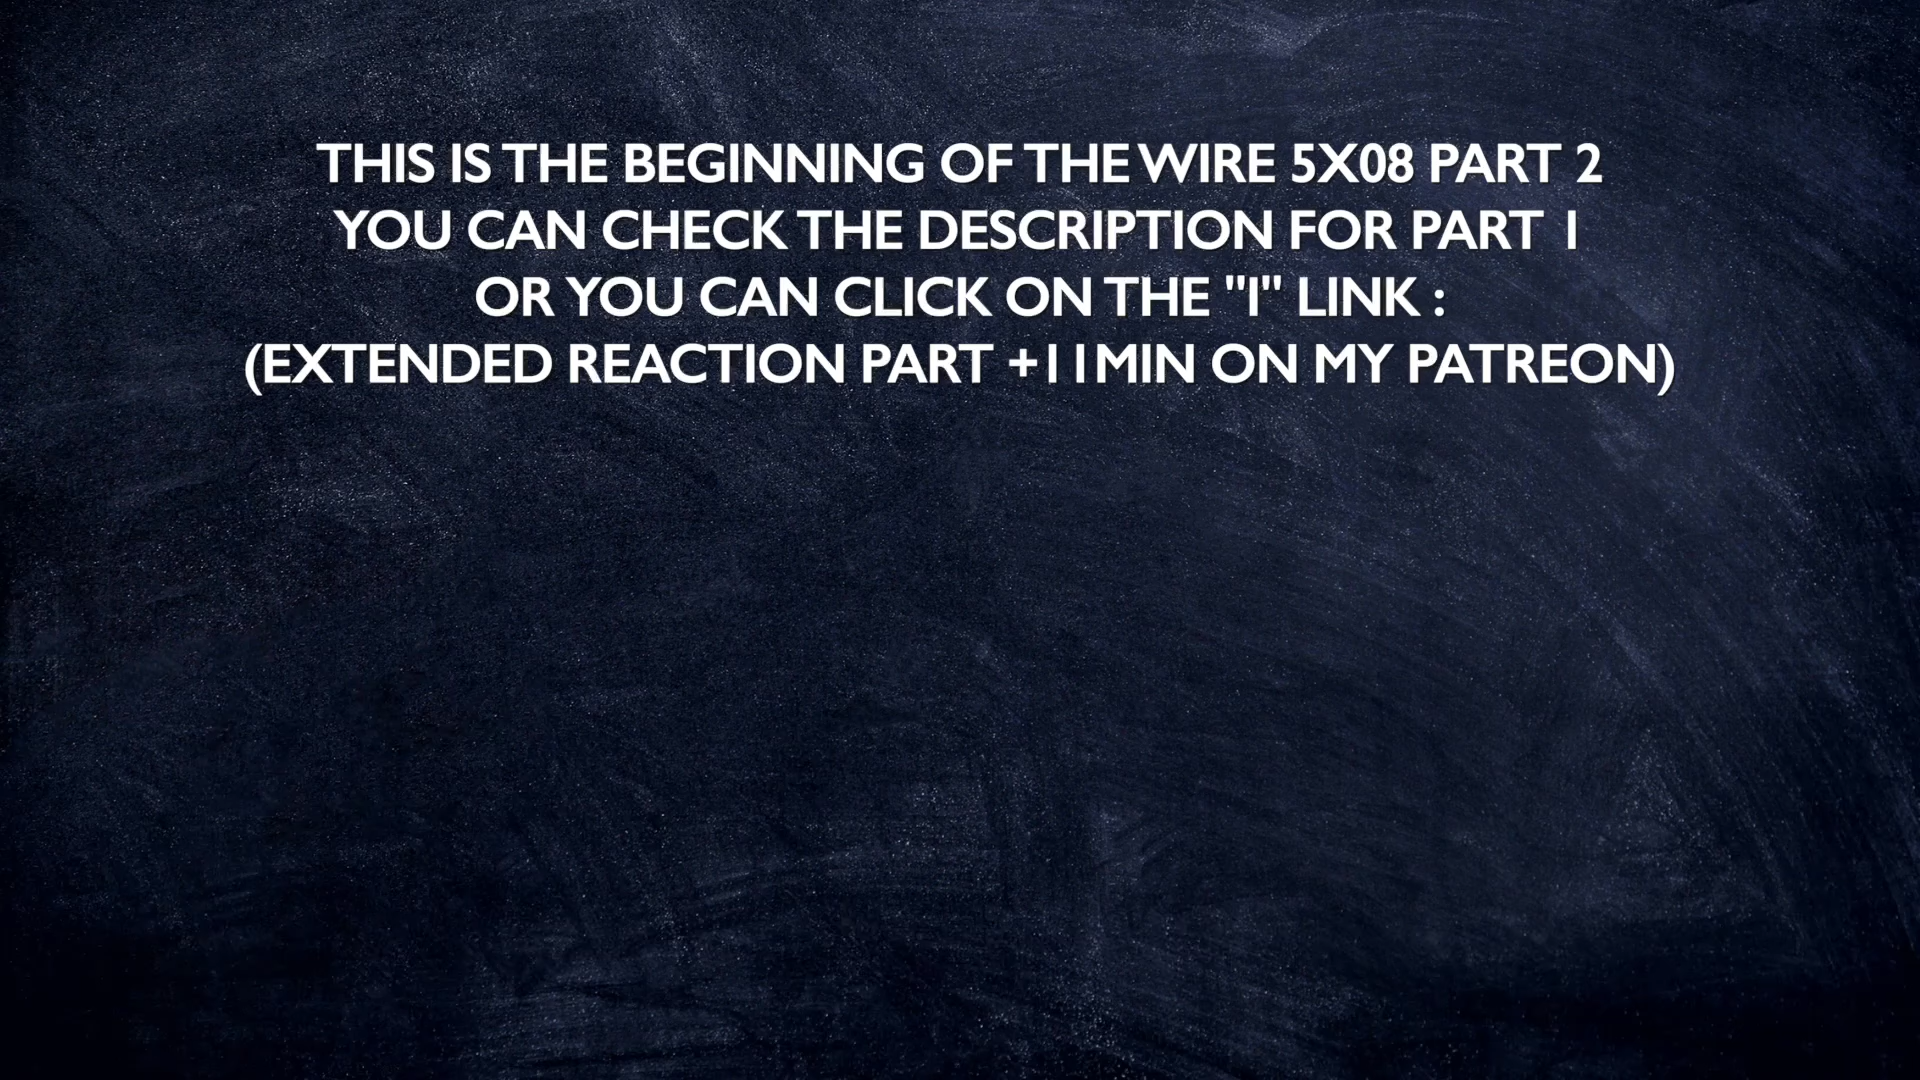 THIS IS THE BEGINNING OF THE WIRE 5X08 PART 2
YOU CAN CHECK THE DESCRIPTION FOR PART 1
OR YOU CAN CLICK ON THE "I" LINK :
(EXTENDED REACTION PART +11MIN ON MY PATREON)